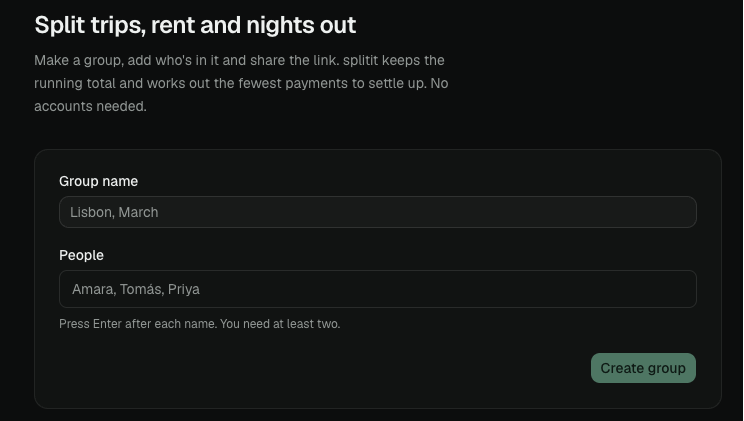 Split trips, rent and nights out
Make a group, add who's in it and share the link. splitit keeps the
running total and works out the fewest payments to settle up. No
accounts needed.
Group name
Lisbon, March
People
Amara, Tomás, Priya
Press Enter after each name. You need at least two.
Create group